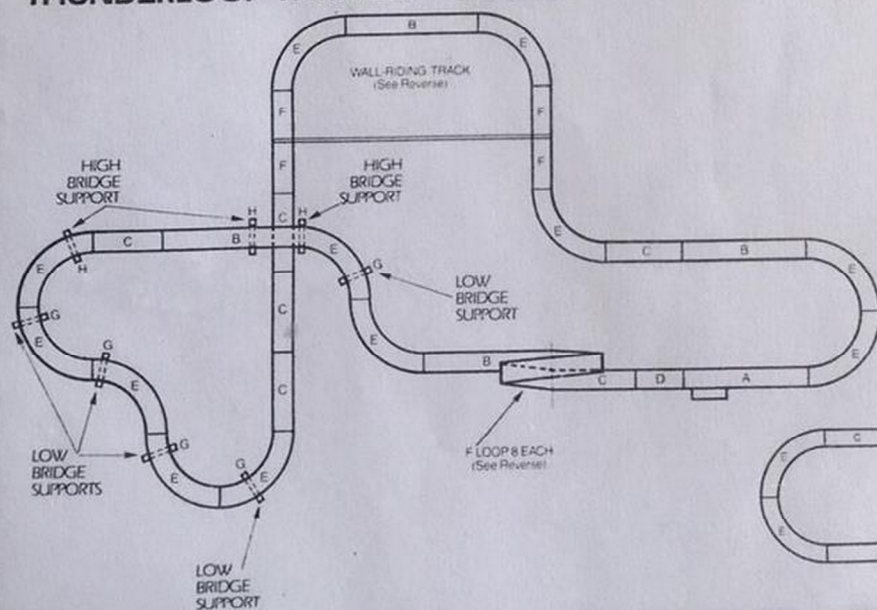 E
B
E
WALL-RIDING TRACK
(See Reverse)
F
F
F
F
HIGH
BRIDGE
SUPPORT
HIGH
BRIDGE
SUPPORT
H
C
H
E
C
B
E
C
B
E
H
E
G
LOW
BRIDGE
SUPPORT
G
C
E
E
E
G
B
E
C
D
A
E
C
G
LOW
BRIDGE
SUPPORTS
G
E
E
F LOOP 8 EACH
(See Reverse)
C
E
E
LOW
BRIDGE
SUPPORT